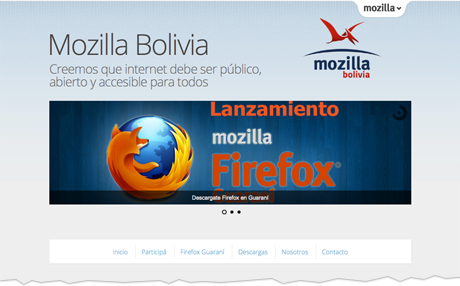 mozilla
Mozilla Bolivia
mozilla
bolivia
Creemos que internet debe ser público,
abierto y accesible para todos
Lanzamiento
mozilla
Firefox®
Descargate Firefox en Guaraní
Inicio
Participá
Firefox Guaraní
Descargas
Nosotros
Contacto